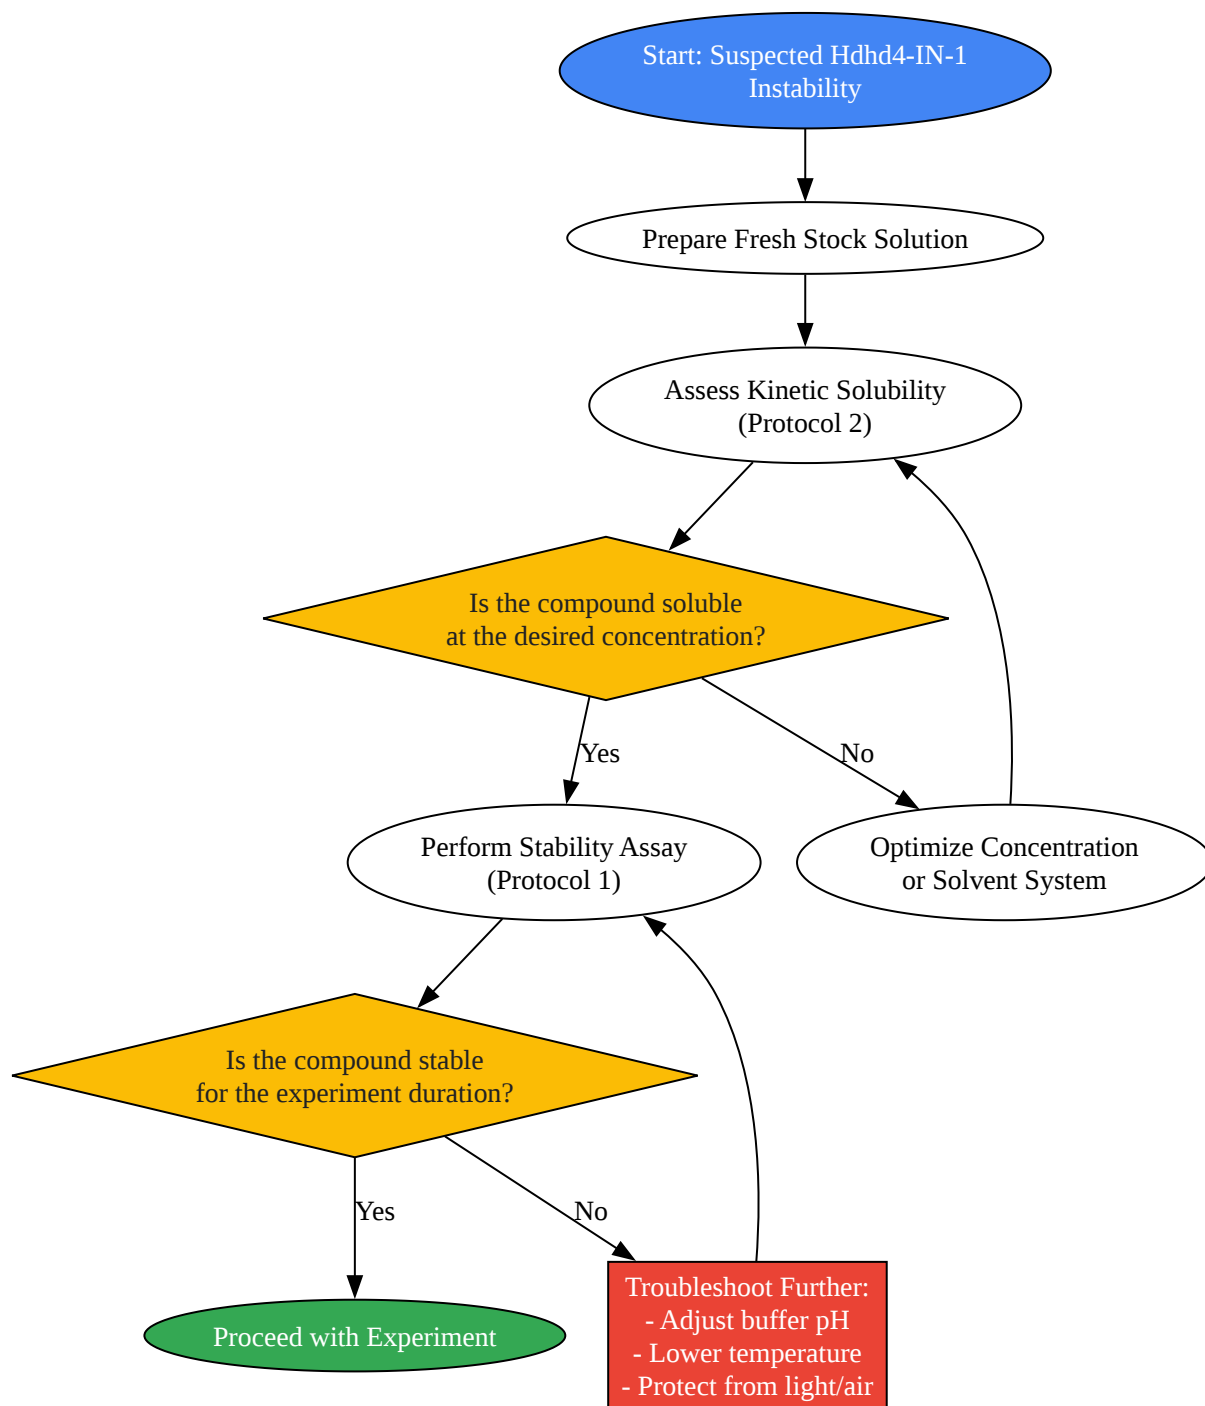 Start: Suspected Hdhd4-IN-1
Instability
Prepare Fresh Stock Solution
Assess Kinetic Solubility
(Protocol 2)
Is the compound soluble
at the desired concentration?
Yes
No
Perform Stability Assay
(Protocol 1)
Optimize Concentration
or Solvent System
Is the compound stable
for the experiment duration?
Yes
No
Proceed with Experiment
Troubleshoot Further:
- Adjust buffer pH
- Lower temperature
- Protect from light/air